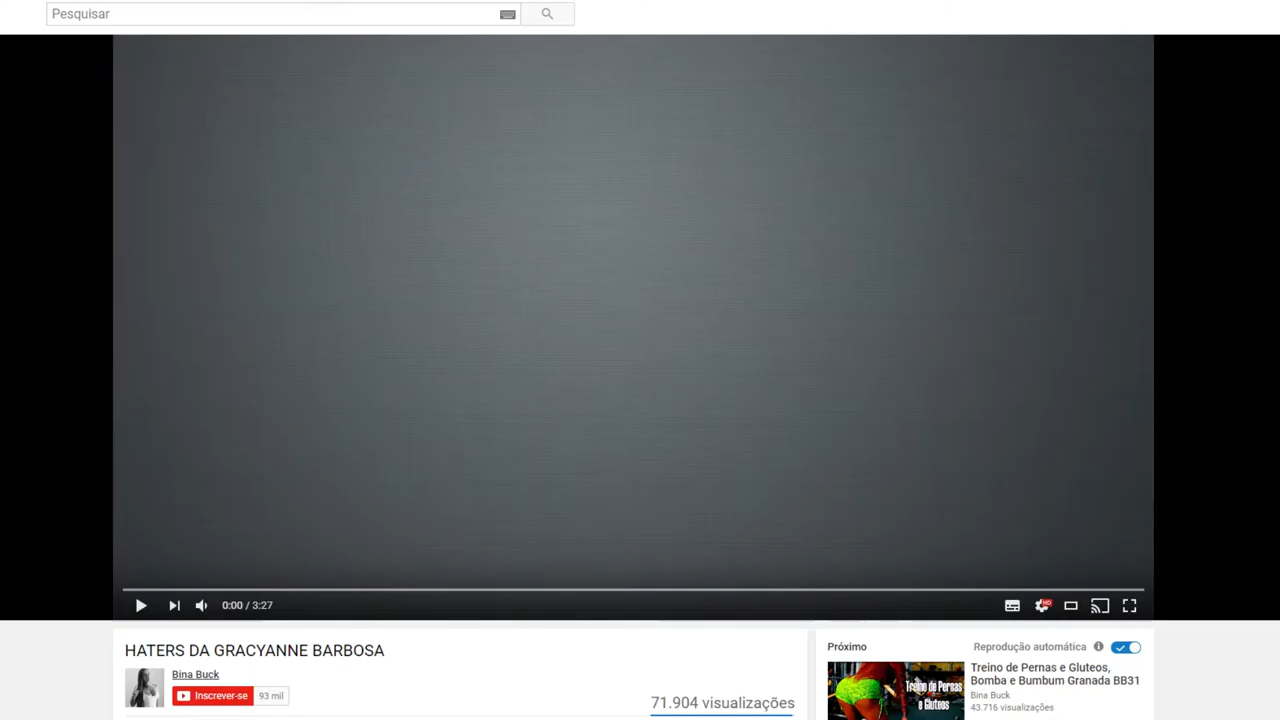 Pesquisar
0:00 / 3:27
HD
HATERS DA GRACYANNE BARBOSA
Bina Buck
Inscrever-se 93 mil
71.904 visualizações
Próximo
Reprodução automática
Treino de Pernas
e Gluteos
Treino de Pernas e Gluteos,
Bomba e Bumbum Granada BB31
Bina Buck
43.716 visualizações